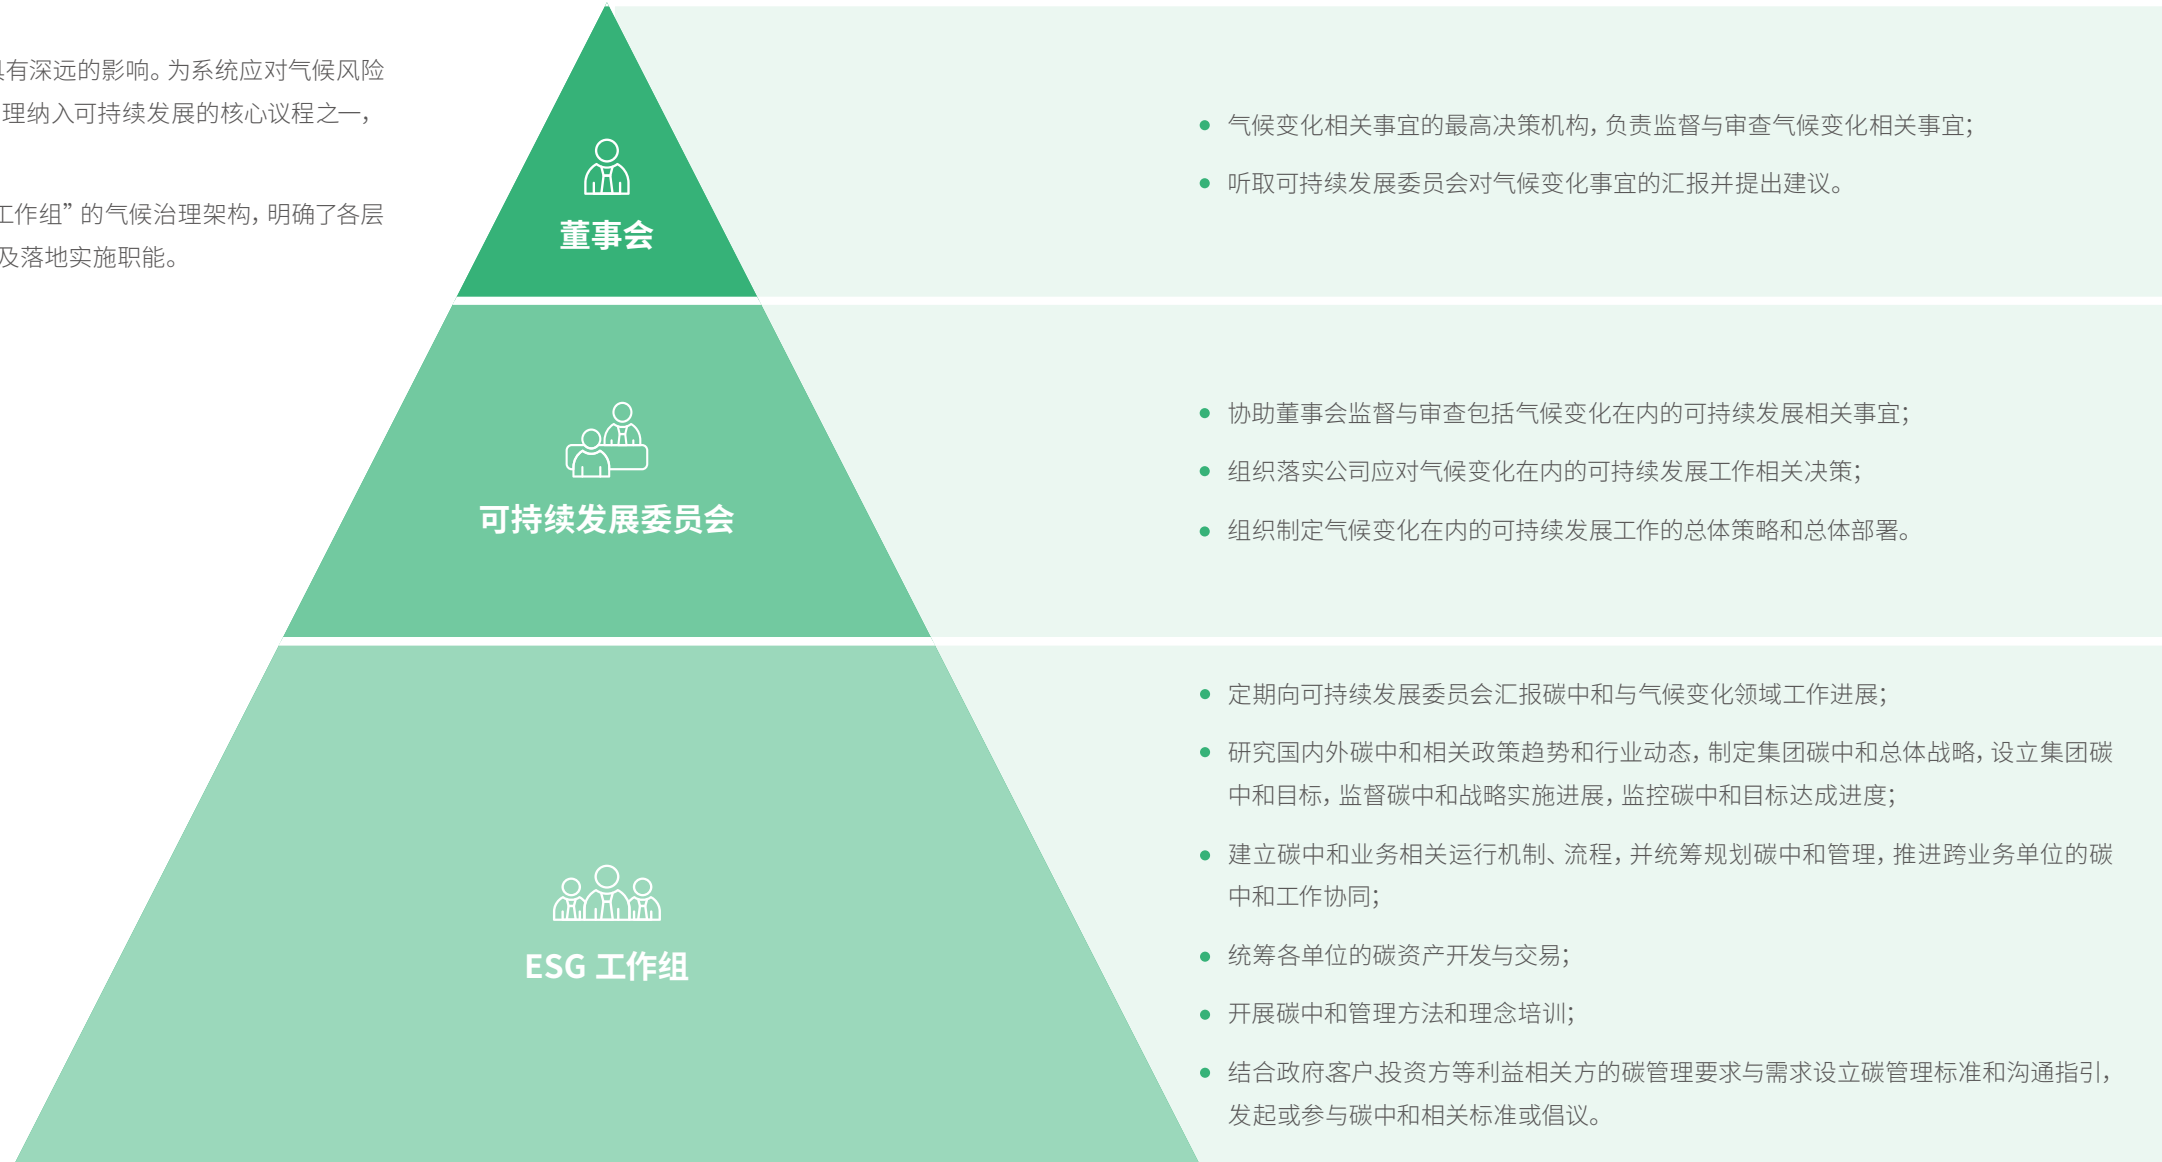 具有深远的影响。为系统应对气候风险
理纳入可持续发展的核心议程之一，
工作组”的气候治理架构，明确了各层
及落地实施职能。
董事会
• 气候变化相关事宜的最高决策机构，负责监督与审查气候变化相关事宜；
• 听取可持续发展委员会对气候变化事宜的汇报并提出建议。
可持续发展委员会
• 协助董事会监督与审查包括气候变化在内的可持续发展相关事宜；
• 组织落实公司应对气候变化在内的可持续发展工作相关决策；
• 组织制定气候变化在内的可持续发展工作的总体策略和总体部署。
ESG 工作组
• 定期向可持续发展委员会汇报碳中和与气候变化领域工作进展；
• 研究国内外碳中和相关政策趋势和行业动态，制定集团碳中和总体战略，设立集团碳
中和目标，监督碳中和战略实施进展，监控碳中和目标达成进度；
• 建立碳中和业务相关运行机制、流程，并统筹规划碳中和管理，推进跨业务单位的碳
中和工作协同；
• 统筹各单位的碳资产开发与交易；
• 开展碳中和管理方法和理念培训；
• 结合政府、客户、投资方等利益相关方的碳管理要求与需求设立碳管理标准和沟通指引，
发起或参与碳中和相关标准或倡议。